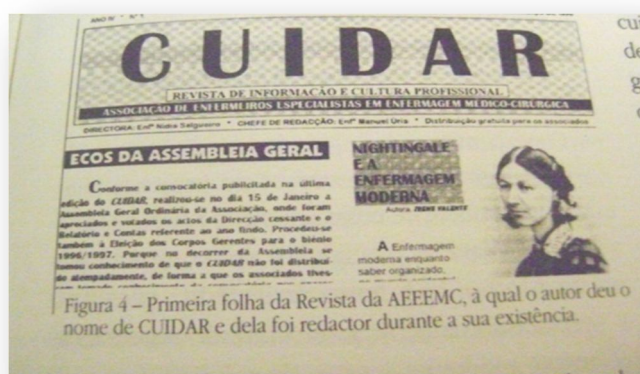 ANO IV * Nº 1
CUIDAR
REVISTA DE INFORMAÇÃO E CULTURA PROFISSIONAL
ASSOCIAÇÃO DE ENFERMEIROS ESPECIALISTAS EM ENFERMAGEM MÉDICO-CIRÚRGICA
DIRECTORA: Enfª Nídia Salgueiro * CHEFE DE REDACÇÃO: Enfº Manuel Úria * Distribuição gratuita para os associados
ECOS DA ASSEMBLEIA GERAL
Conforme a convocatória publicitada na última
edição do CUIDAR, realizou-se no dia 15 de Janeiro a
Assembleia Geral Ordinária da Associação, onde foram
apreciados e votados os actos da Direcção cessante e o
Relatório e Contas referente ao ano findo. Procedeu-se
também à Eleição dos Corpos Gerentes para o biénio
1996/1997. Porque no decorrer da Assembleia se
tomou conhecimento de que o CUIDAR não foi distribuí-
do atempadamente, de forma a que os associados tives-
NIGHTINGALE
E A
ENFERMAGEM
MODERNA
Autora: IRENE VALENTE
A Enfermagem
moderna enquanto
saber organizado,
Figura 4 – Primeira folha da Revista da AEEEMC, à qual o autor deu o
nome de CUIDAR e dela foi redactor durante a sua existência.